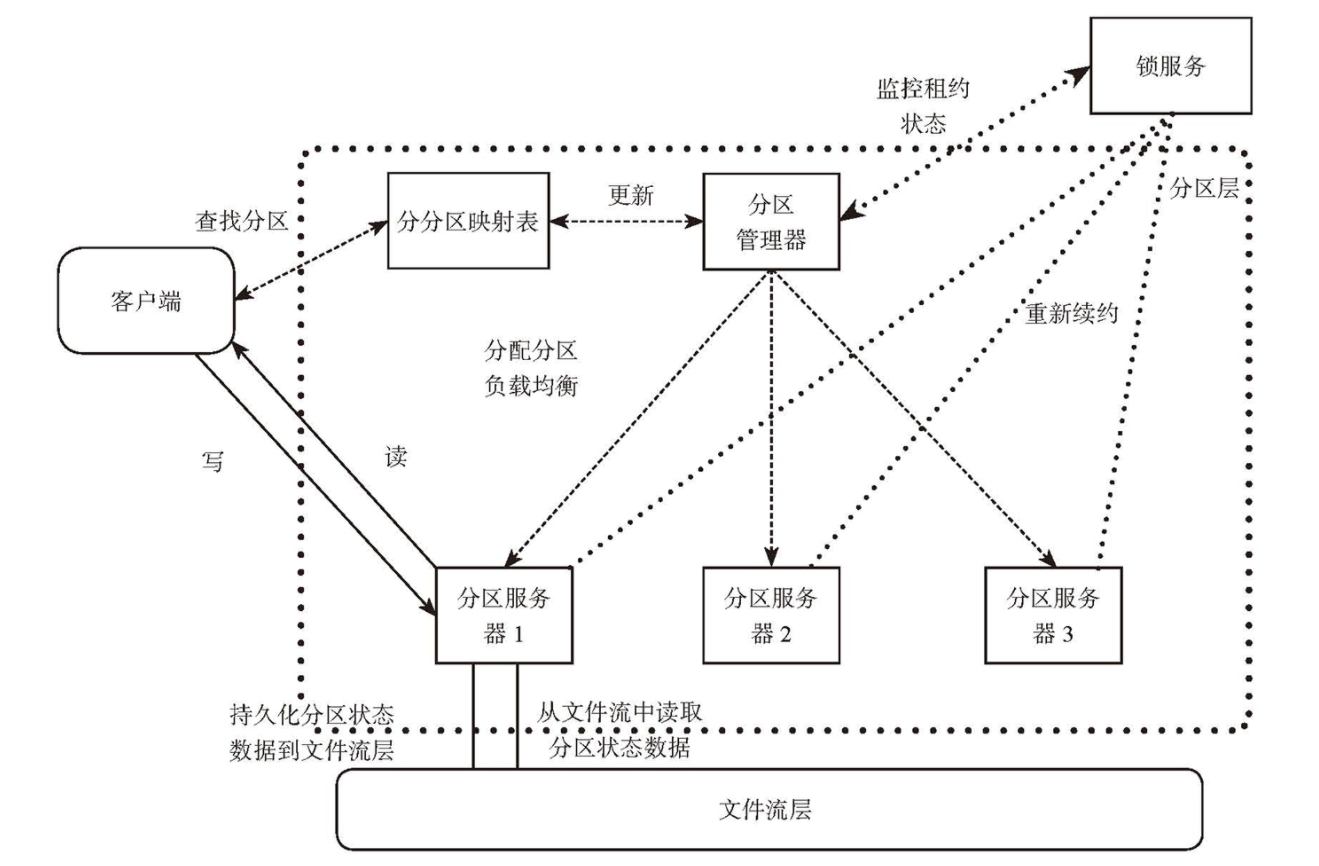 锁服务
监控租约
状态
分区层
查找分区
分分区映射表
更新
分区
管理器
客户端
重新续约
分配分区
负载均衡
写
读
分区服务
器 1
分区服务
器 2
分区服务
器 3
持久化分区状态
数据到文件流层
从文件流中读取
分区状态数据
文件流层